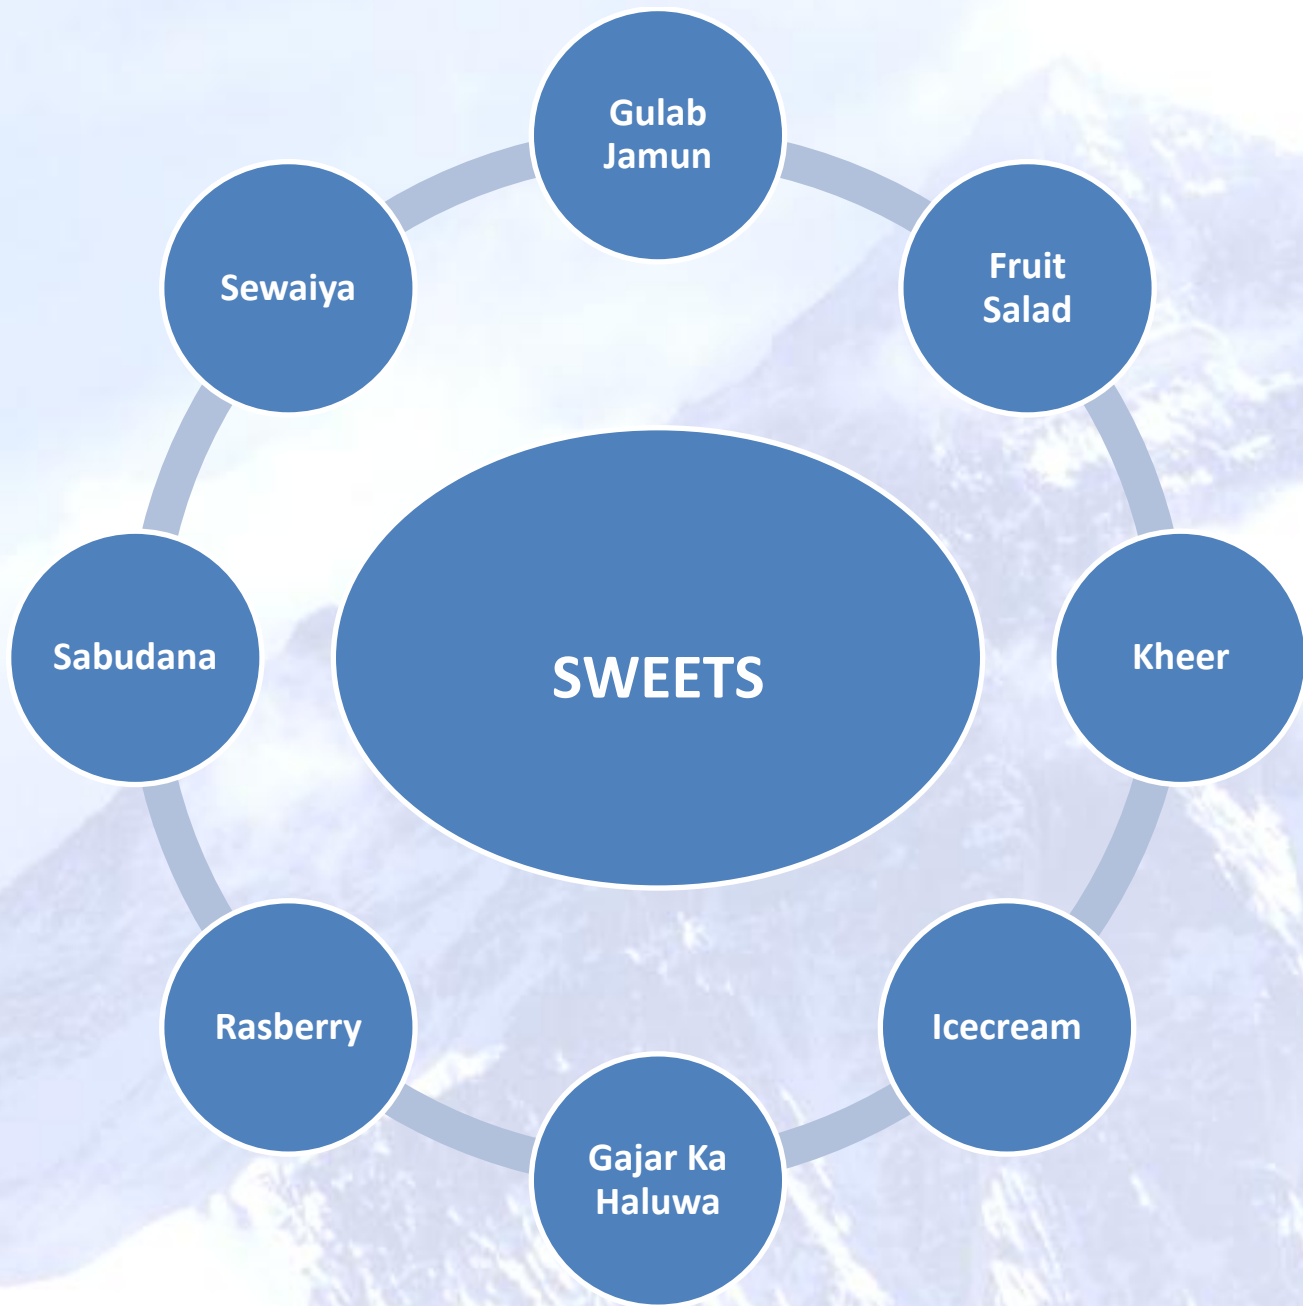 Gulab
Jamun
Fruit
Salad
Kheer
Icecream
Gajar Ka
Haluwa
Rasberry
Sabudana
Sewaiya
SWEETS